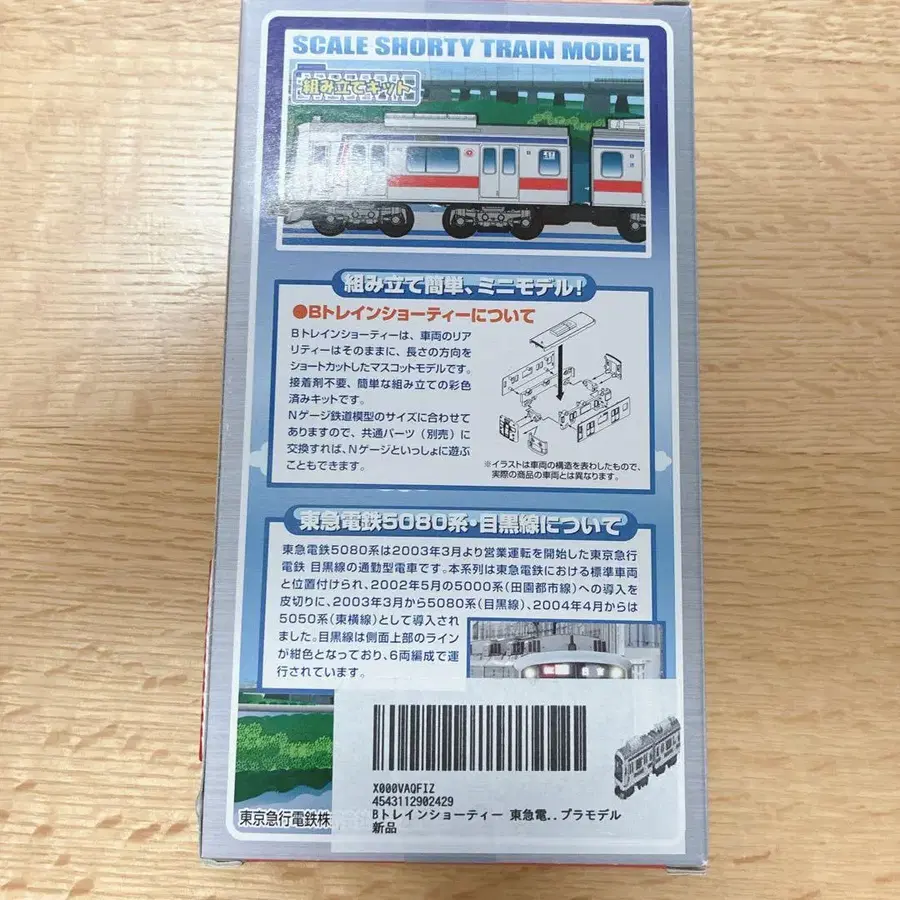 SCALE SHORTY TRAIN MODEL
組み立てキット
組み立て簡単、ミニモデル！
●Bトレインショーティーについて
Bトレインショーティーは、車両のリア
リティーはそのままに、長さの方向を
ショートカットしたマスコットモデルです。
接着剤不要、簡単な組み立ての彩色
済みキットです。
Nゲージ鉄道模型のサイズに合わせて
ありますので、共通パーツ（別売）に
交換すれば、Nゲージといっしょに遊ぶ
こともできます。
※イラストは車両の構造を表わしたもので、
実際の商品の車両とは異なります。
東急電鉄5080系・目黒線について
東急電鉄5080系は2003年3月より営業運転を開始した東京急行
電鉄 目黒線の通勤型電車です。本系列は東急電鉄における標準車両
と位置付けられ、2002年5月の5000系(田園都市線)への導入を
皮切りに、2003年3月から5080系(目黒線)、2004年4月からは
5050系(東横線)として導入され
ました。目黒線は側面上部のライン
が紺色となっており、6両編成で運
行されています。
X000VAQFIZ
4543112902429
Bトレインショーティー 東急電..プラモデル
新品
東京急行電鉄株